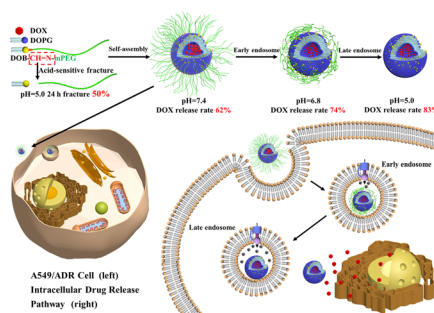 DOX
DOPG
DOB-CH=N-mPEG
Acid-sensitive fracture
pH=5.0 24 h fracture 50%
Self-assembly
Early endosome
Late endosome
pH=7.4
DOX release rate 62%
pH=6.8
DOX release rate 74%
pH=5.0
DOX release rate 83%
Early endosome
Late endosome
A549/ADR Cell (left)
Intracellular Drug Release
Pathway (right)